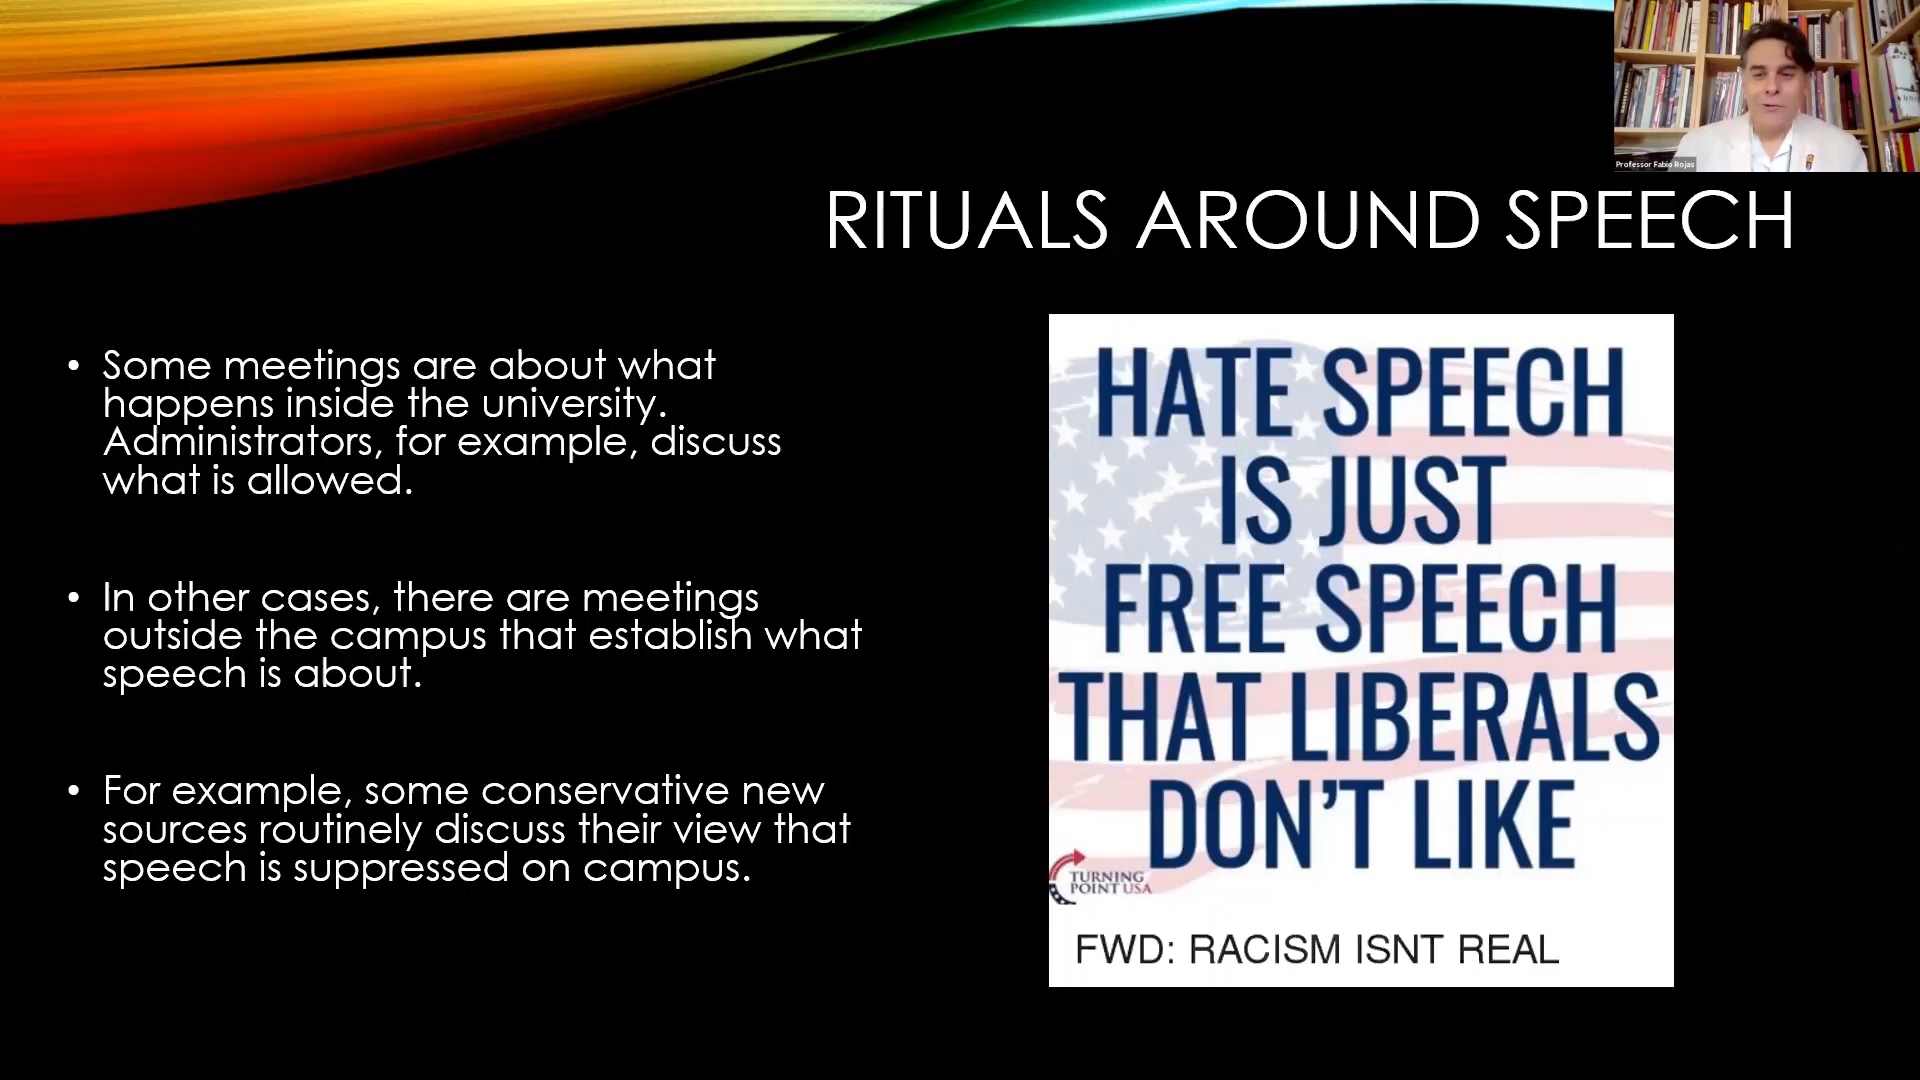 Professor Fabio Rojas
RITUALS AROUND SPEECH
• Some meetings are about what
happens inside the university.
Administrators, for example, discuss
what is allowed.
• In other cases, there are meetings
outside the campus that establish what
speech is about.
• For example, some conservative new
sources routinely discuss their view that
speech is suppressed on campus.
HATE SPEECH
IS JUST
FREE SPEECH
THAT LIBERALS
DON'T LIKE
TURNING
POINT USA
FWD: RACISM ISNT REAL